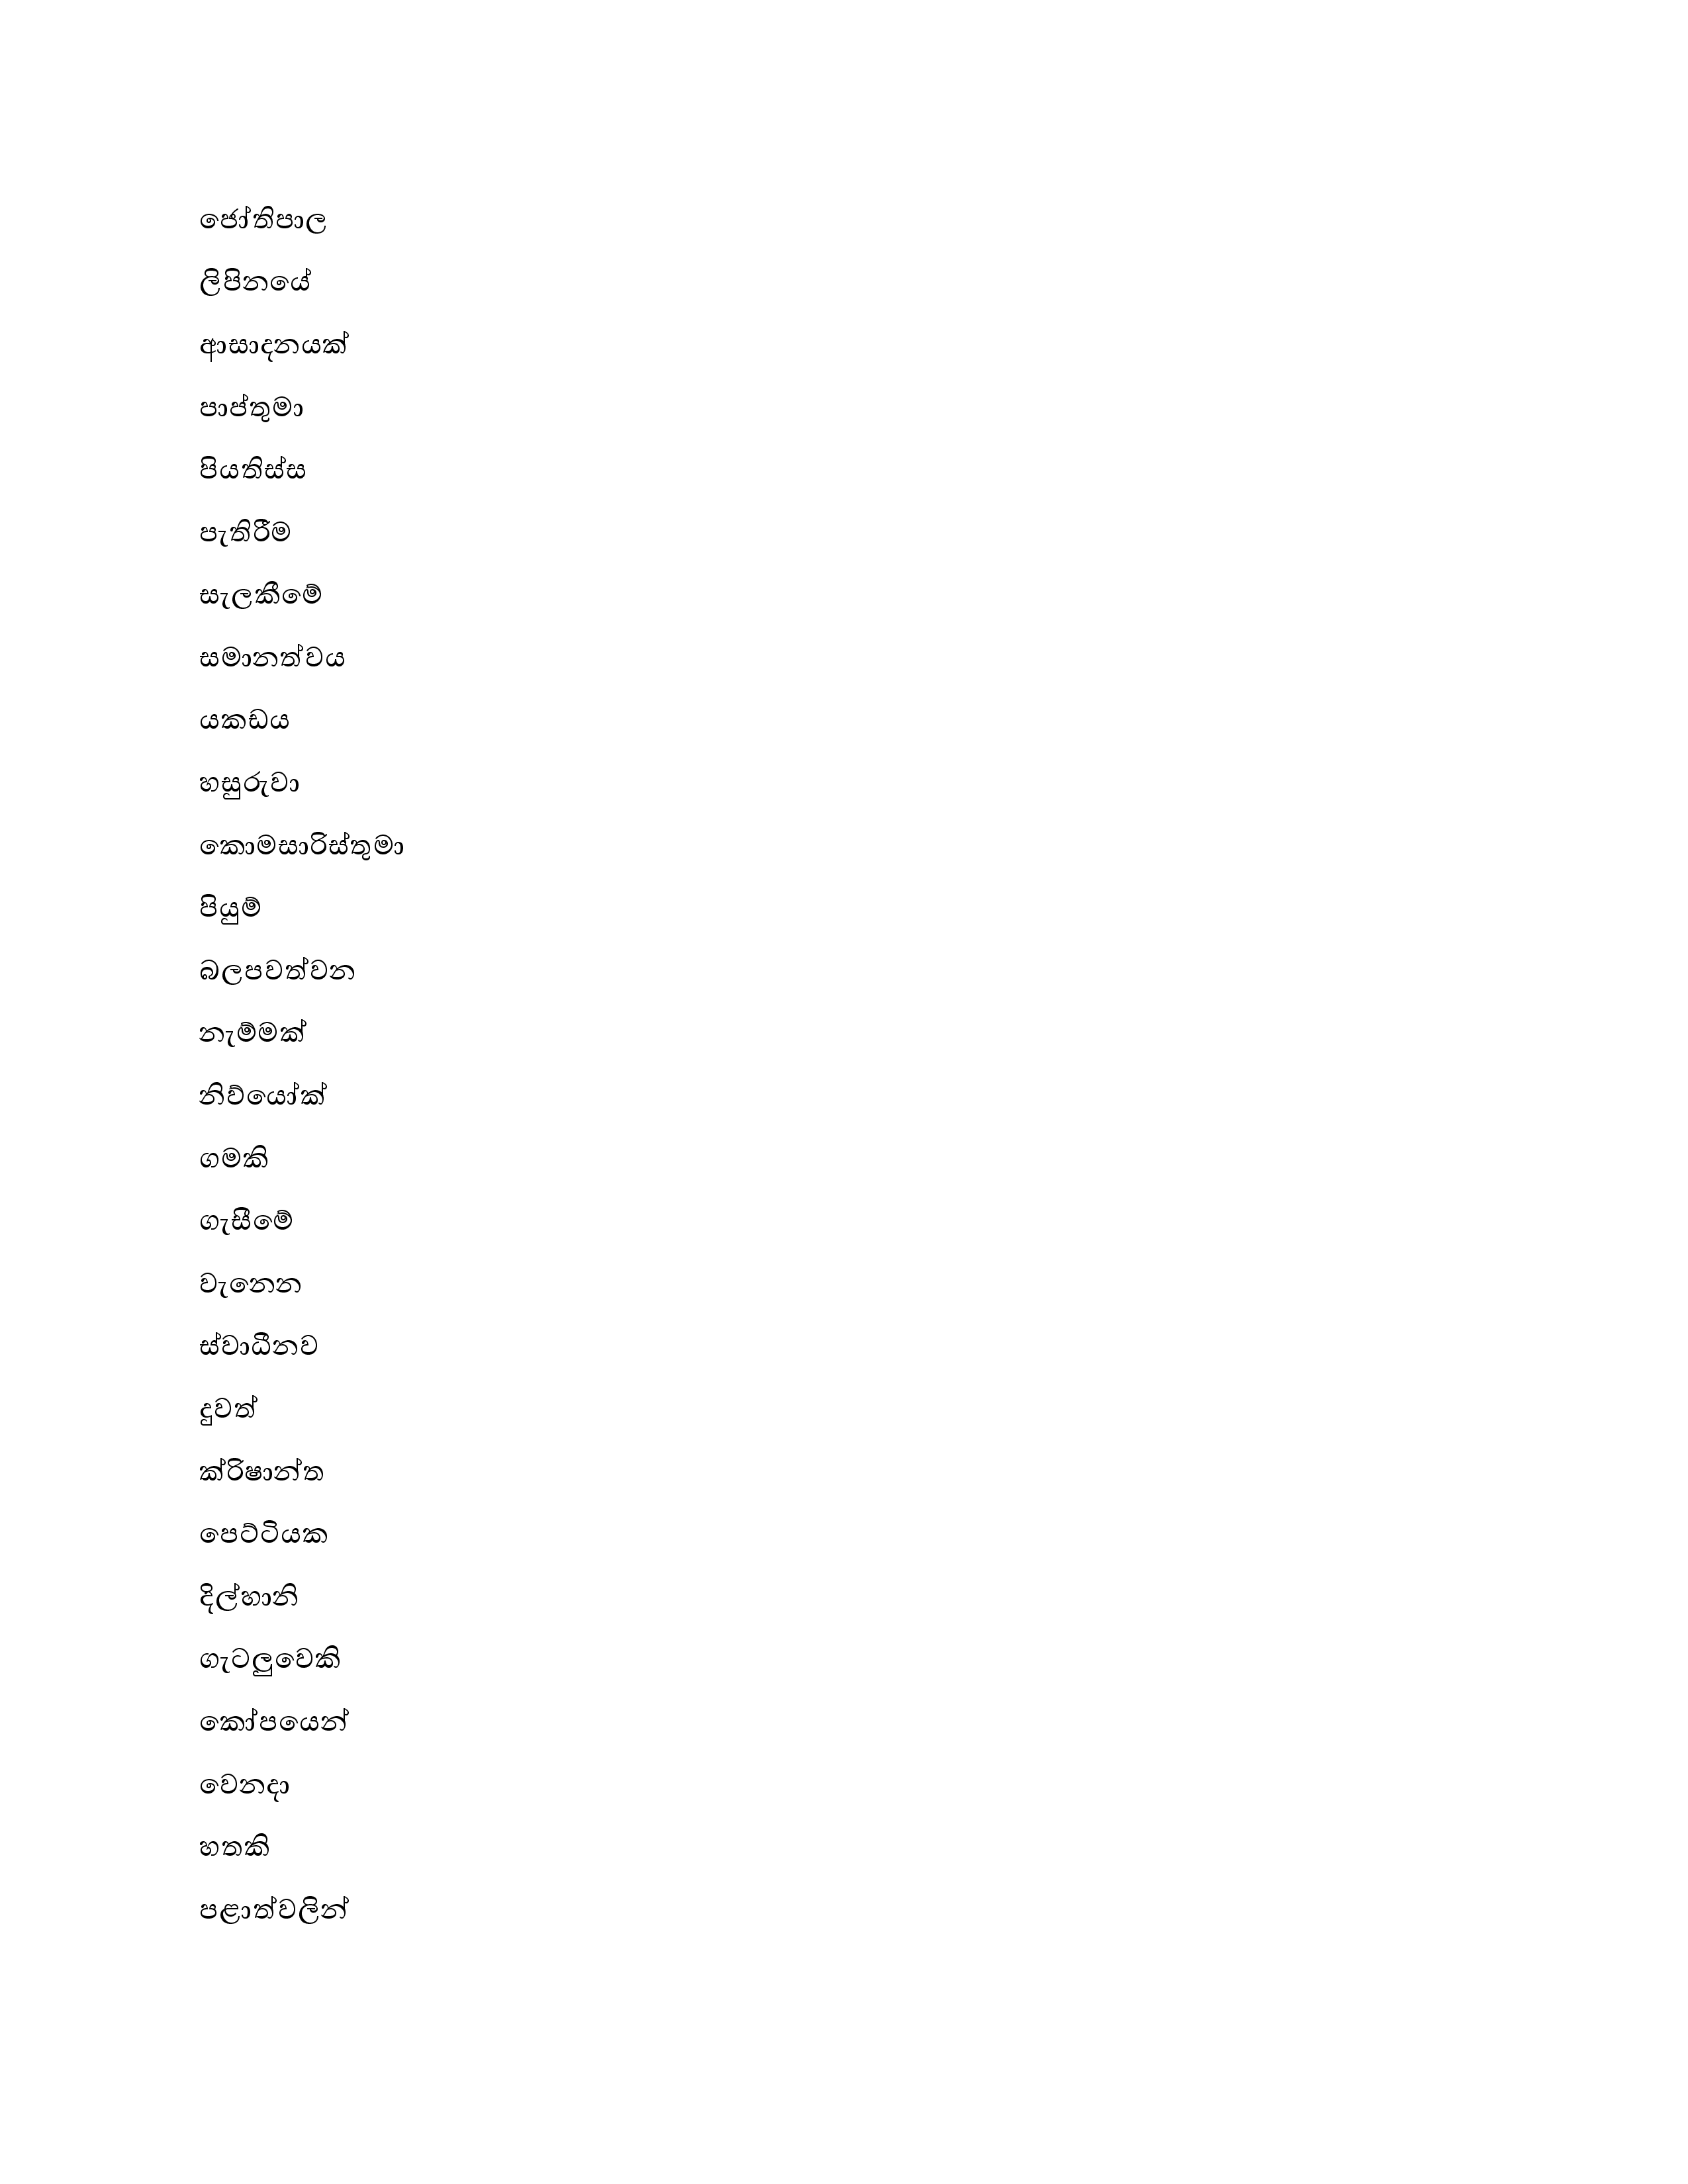 ජෝතිපාල
ලිපිනයේ
ආසාදනයක්
පාප්තුමා
පියතිස්ස
පැතිරීම
සැලකීමේ
සමානත්වය
යකඩය
හසුරුවා
කොමසාරිස්තුමා
පියුම්
බලපවත්වන
නැම්මක්
නිව්යෝක්
ගමකි
ගැසීමේ
වැනෙන
ස්වාධීනව
දුවත්
ක්රිෂාන්ත
පෙට්ටියක
දිල්හානි
ගැටලුවෙකි
කෝපයෙන්
වෙනදා
හතකි
පළාත්වලින්